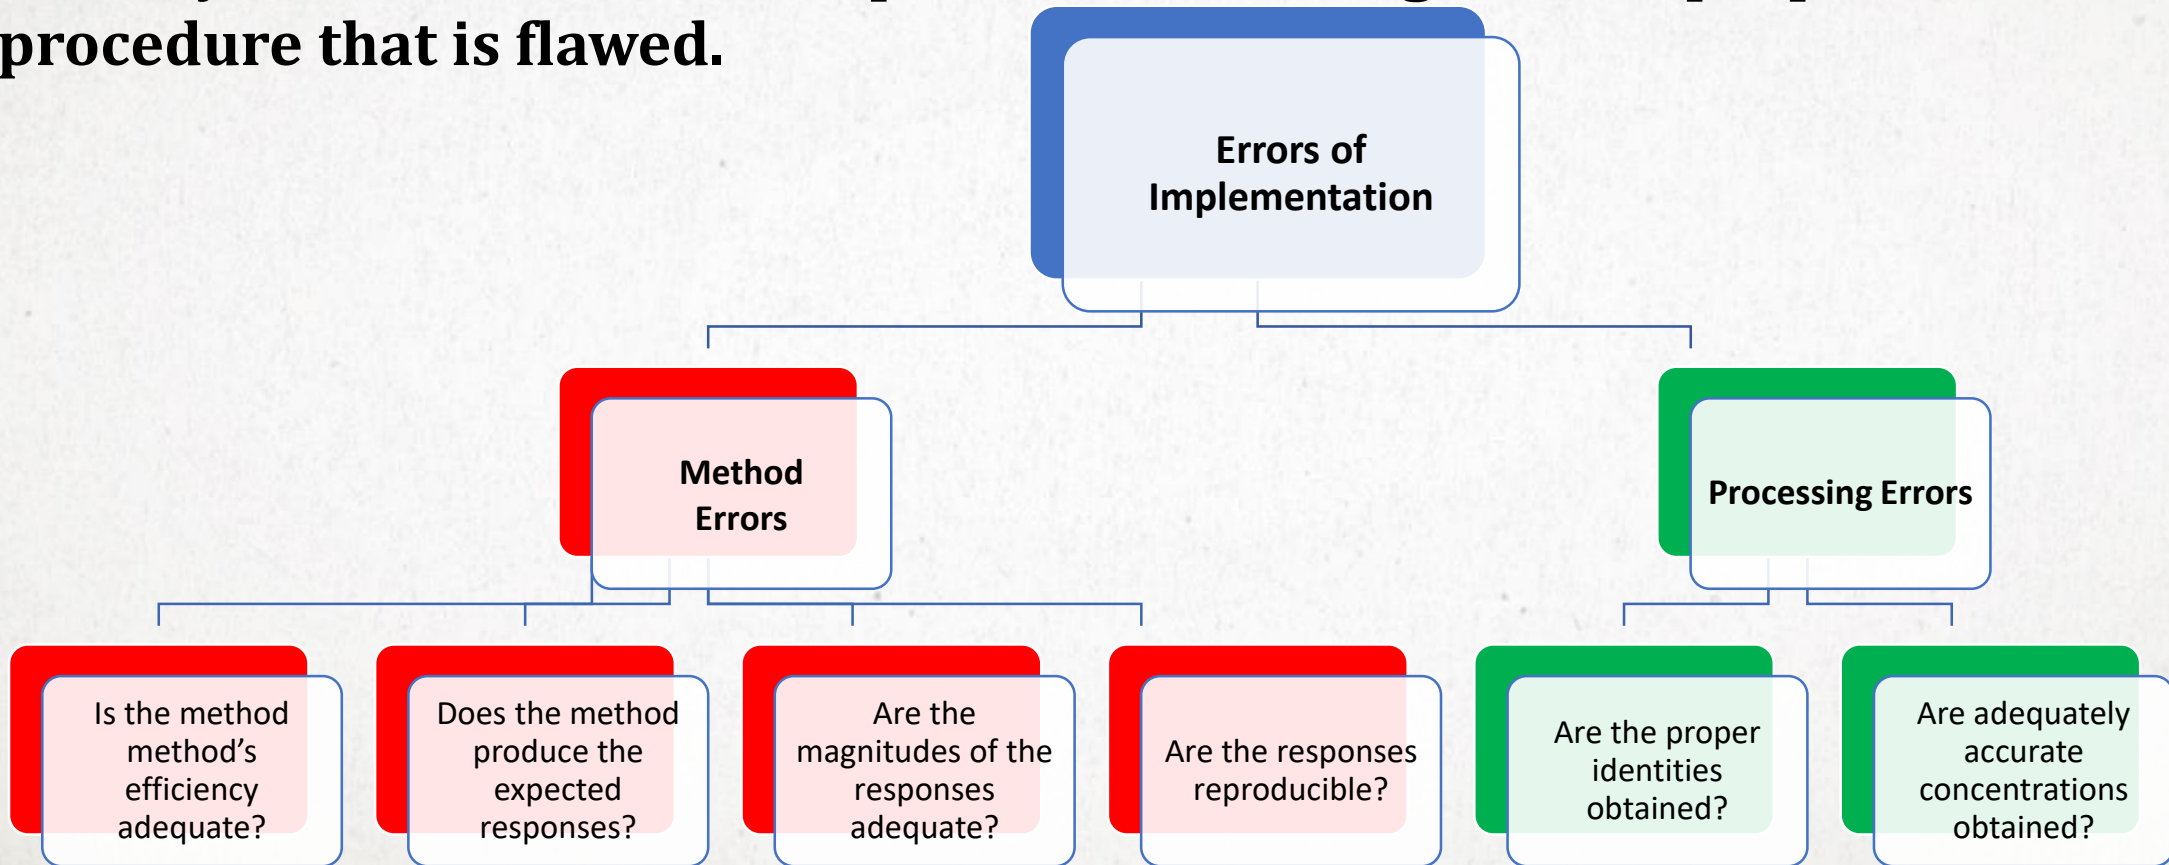 procedure that is flawed.
Errors of
Implementation
Method
Errors
Processing Errors
Is the method
method's
efficiency
adequate?
Does the method
produce the
expected
responses?
Are the
magnitudes of the
responses
adequate?
Are the responses
reproducible?
Are the proper
identities
obtained?
Are adequately
accurate
concentrations
obtained?